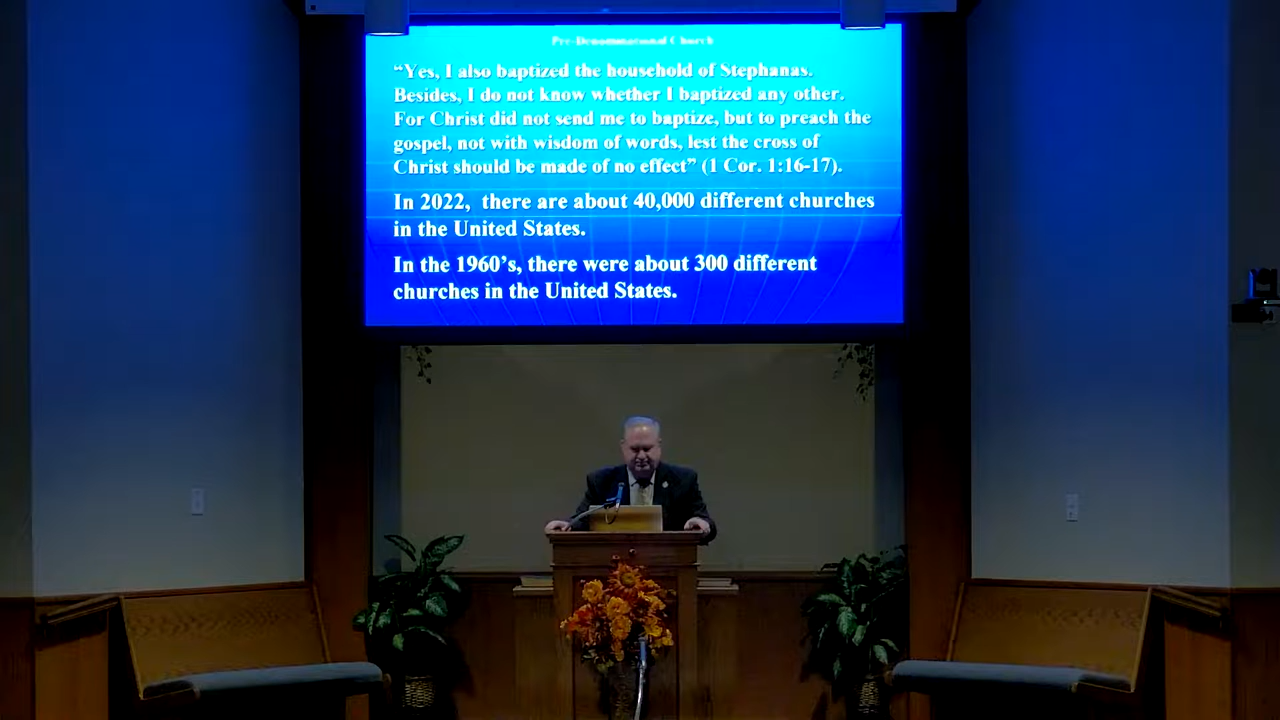 Pre-Denominational Church
“Yes, I also baptized the household of Stephanas.
Besides, I do not know whether I baptized any other.
For Christ did not send me to baptize, but to preach the
gospel, not with wisdom of words, lest the cross of
Christ should be made of no effect” (1 Cor. 1:16-17).
In 2022,  there are about 40,000 different churches
in the United States.
In the 1960’s, there were about 300 different
churches in the United States.